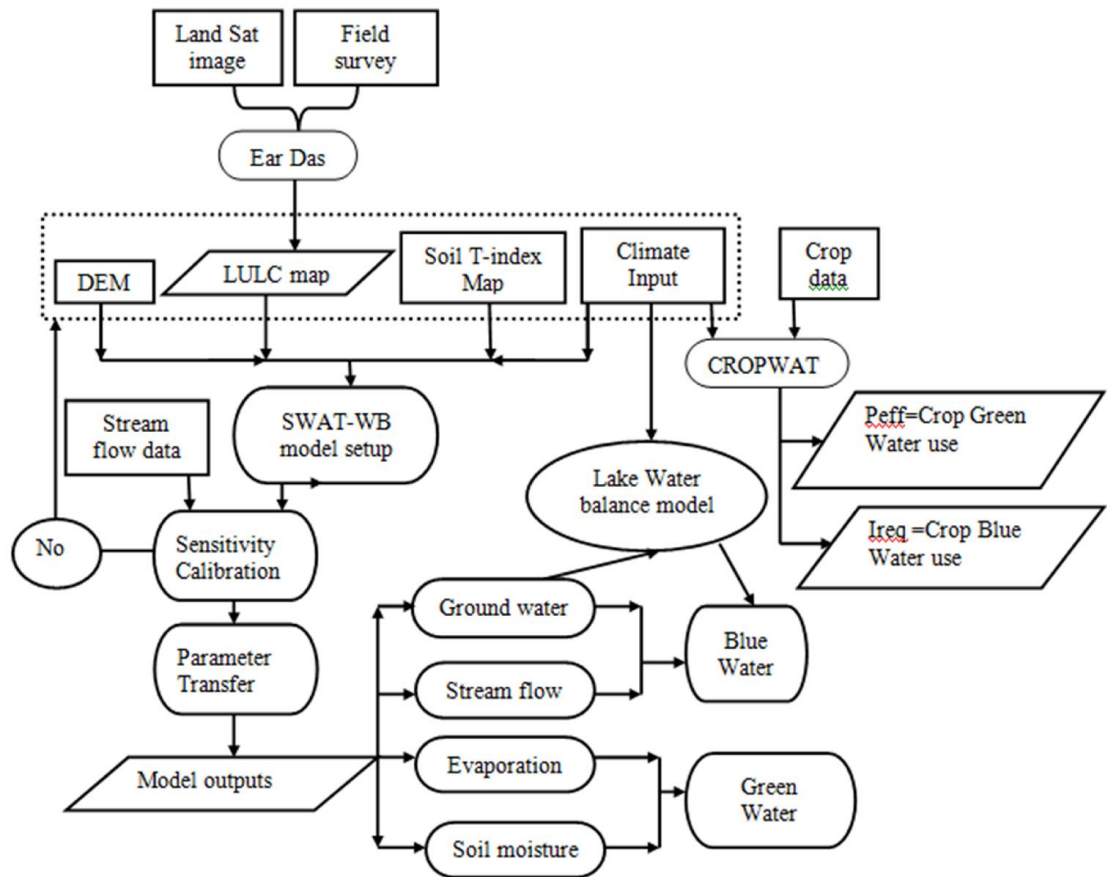 Land Sat
image
Field
survey
Ear Das
DEM
LULC map
Soil T-index
Map
Climate
Input
Crop
data
CROPWAT
Stream
flow data
SWAT-WB
model setup
Peff=Crop Green
Water use
Lake Water
balance model
Ireq =Crop Blue
Water use
No
Sensitivity
Calibration
Ground water
Blue
Water
Parameter
Transfer
Stream flow
Model outputs
Evaporation
Green
Water
Soil moisture